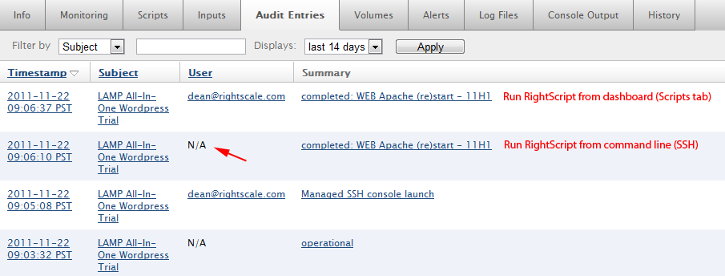 Info Monitoring Scripts Inputs Audit Entries Volumes Alerts Log Files Console Output History
Filter by Subject Displays: last 14 days Apply
Timestamp Subject User Summary
2011-11-22 LAMP All-In- dean@rightscale.com completed: WEB Apache (re)start - 11H1 Run RightScript from dashboard (Scripts tab)
09:06:37 PST One Wordpress
Trial
2011-11-22 LAMP All-In- N/A completed: WEB Apache (re)start - 11H1 Run RightScript from command line (SSH)
09:06:10 PST One Wordpress
Trial
2011-11-22 LAMP All-In- dean@rightscale.com Managed SSH console launch
09:05:08 PST One Wordpress
Trial
2011-11-22 LAMP All-In- N/A operational
09:03:32 PST One Wordpress
Trial